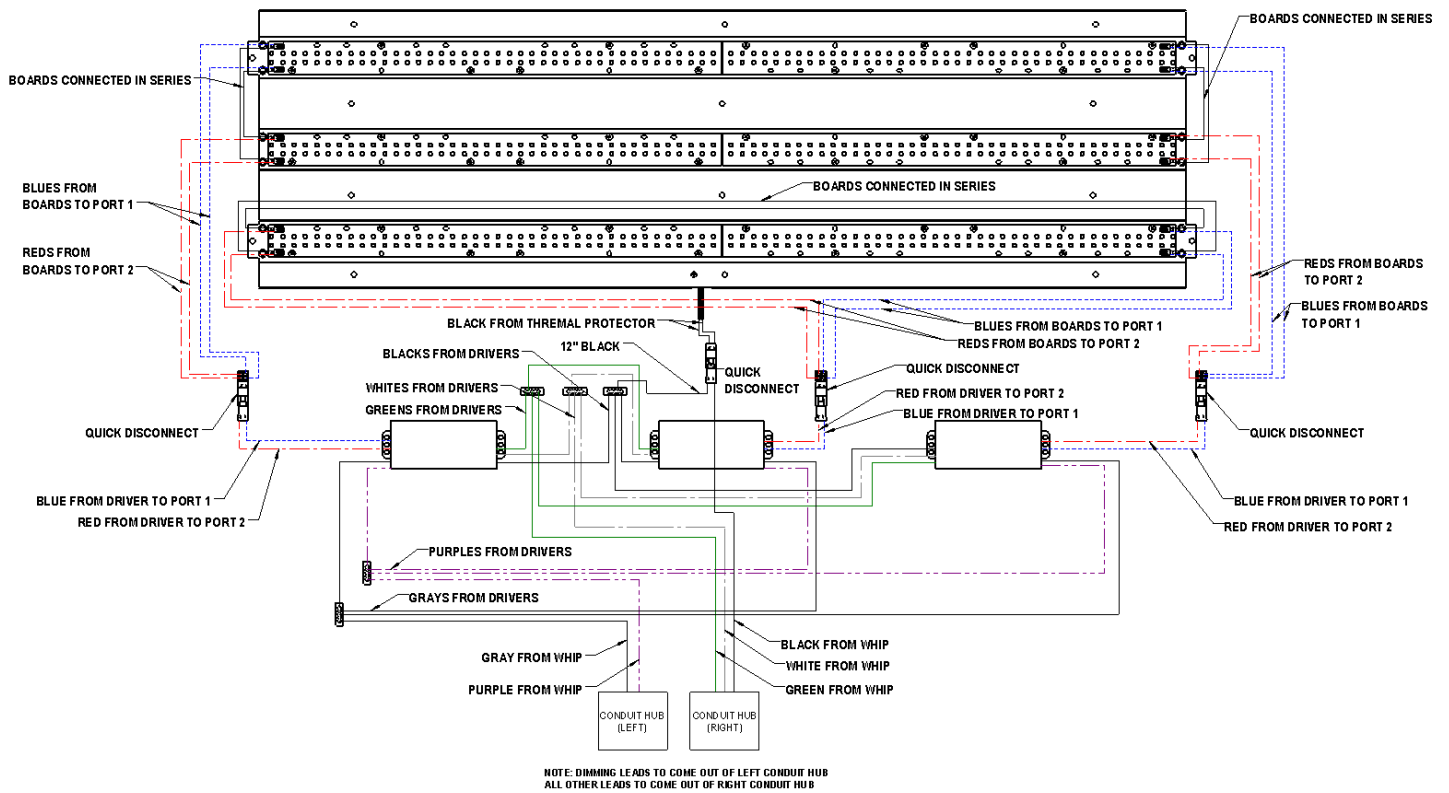 BOARDS CONNECTED IN SERIES
BOARDS CONNECTED IN SERIES
BLUES FROM
BOARDS TO PORT 1
BOARDS CONNECTED IN SERIES
REDS FROM
BOARDS TO PORT 2
REDS FROM BOARDS
TO PORT 2
BLUES FROM BOARDS TO
PORT 1
BLACK FROM THREMAL PROTECTOR
BLUES FROM BOARDS TO PORT 1
REDS FROM BOARDS TO PORT 2
12" BLACK
BLACKS FROM DRIVERS
QUICK
DISCONNECT
QUICK DISCONNECT
WHITES FROM DRIVERS
RED FROM DRIVER TO PORT 2
GREENS FROM DRIVERS
BLUE FROM DRIVER TO PORT 1
QUICK DISCONNECT
QUICK DISCONNECT
BLUE FROM DRIVER TO PORT 1
BLUE FROM DRIVER TO PORT 1
RED FROM DRIVER TO PORT 2
RED FROM DRIVER TO PORT 2
PURPLES FROM DRIVERS
GRAYS FROM DRIVERS
BLACK FROM WHIP
GRAY FROM WHIP
WHITE FROM WHIP
PURPLE FROM WHIP
GREEN FROM WHIP
CONDUIT HUB
(LEFT)
CONDUIT HUB
(RIGHT)
NOTE: DIMMING LEADS TO COME OUT OF LEFT CONDUIT HUB
ALL OTHER LEADS TO COME OUT OF RIGHT CONDUIT HUB